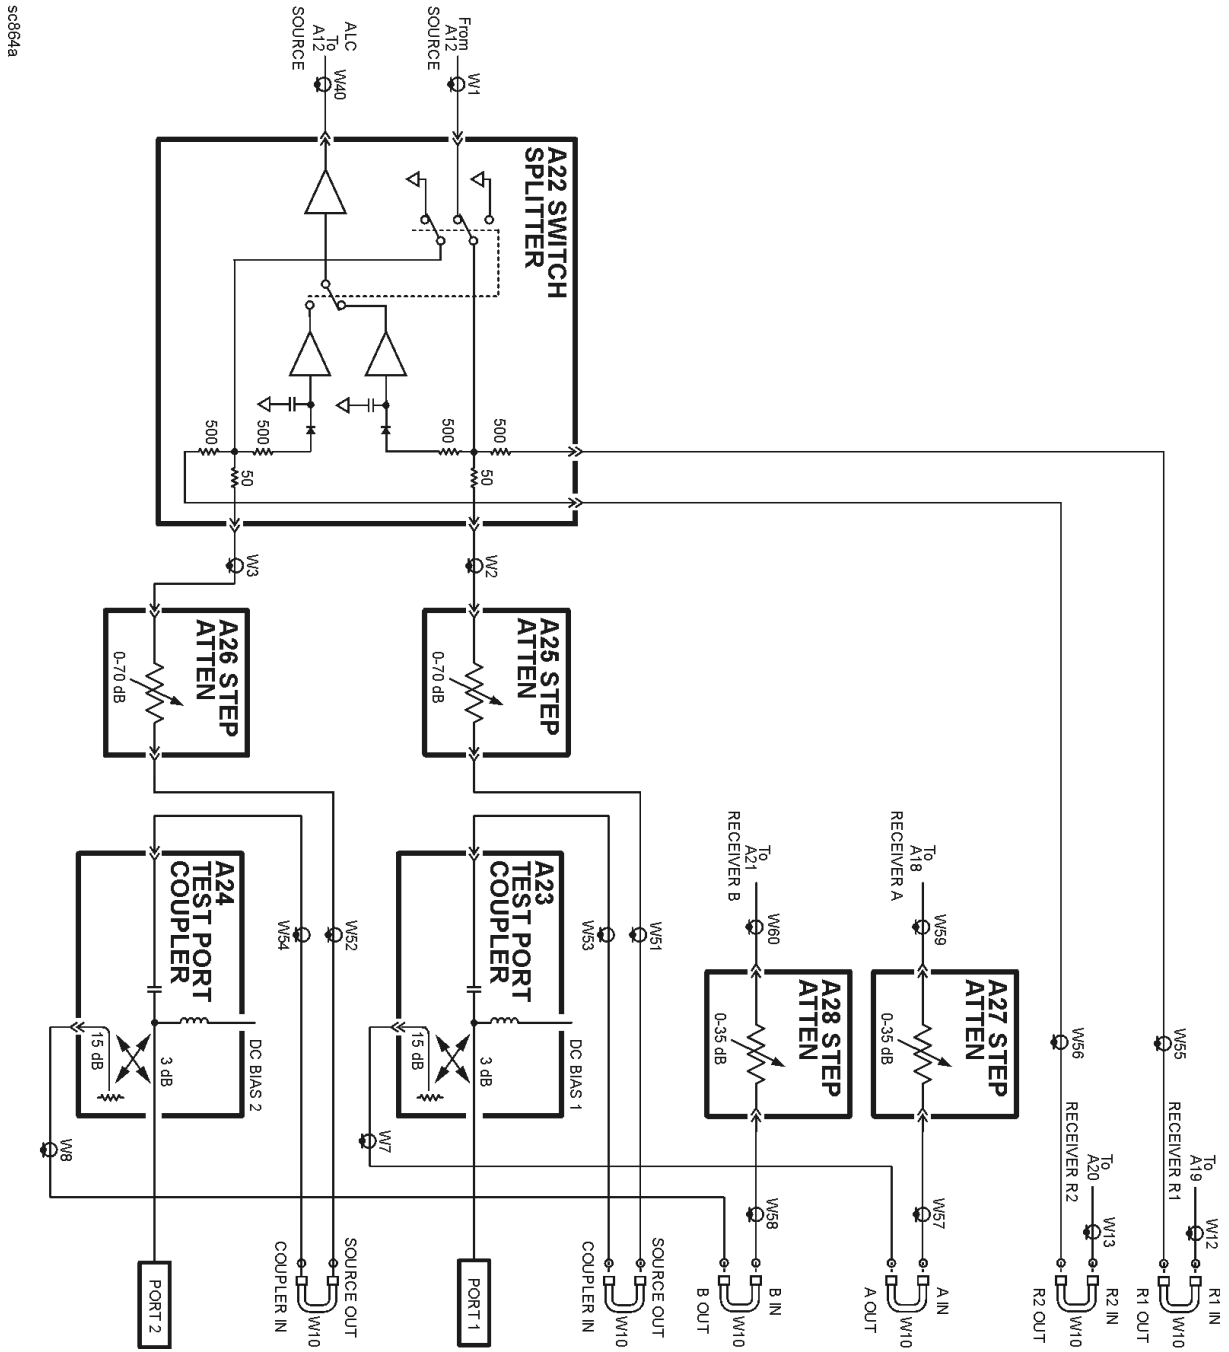 sc864a
From
A12
SOURCE
W1
ALC
To
A12
SOURCE
W40
A22 SWITCH
SPLITTER
500
500
50
500
500
50
W2
W3
A25 STEP
ATTEN
0-70 dB
A26 STEP
ATTEN
0-70 dB
A23
TEST PORT
COUPLER
3 dB
15 dB
DC BIAS 1
A24
TEST PORT
COUPLER
3 dB
15 dB
DC BIAS 2
W51
W53
W52
W54
W7
W8
To
A18
RECEIVER A
W59
A27 STEP
ATTEN
0-35 dB
W57
To
A21
RECEIVER B
W60
A28 STEP
ATTEN
0-35 dB
W58
W55
W56
To
A19
RECEIVER R1
W12
To
A20
RECEIVER R2
W13
R1 IN
W10
R1 OUT
R2 IN
W10
R2 OUT
A IN
W10
A OUT
B IN
W10
B OUT
SOURCE OUT
W10
COUPLER IN
PORT 1
SOURCE OUT
W10
COUPLER IN
PORT 2